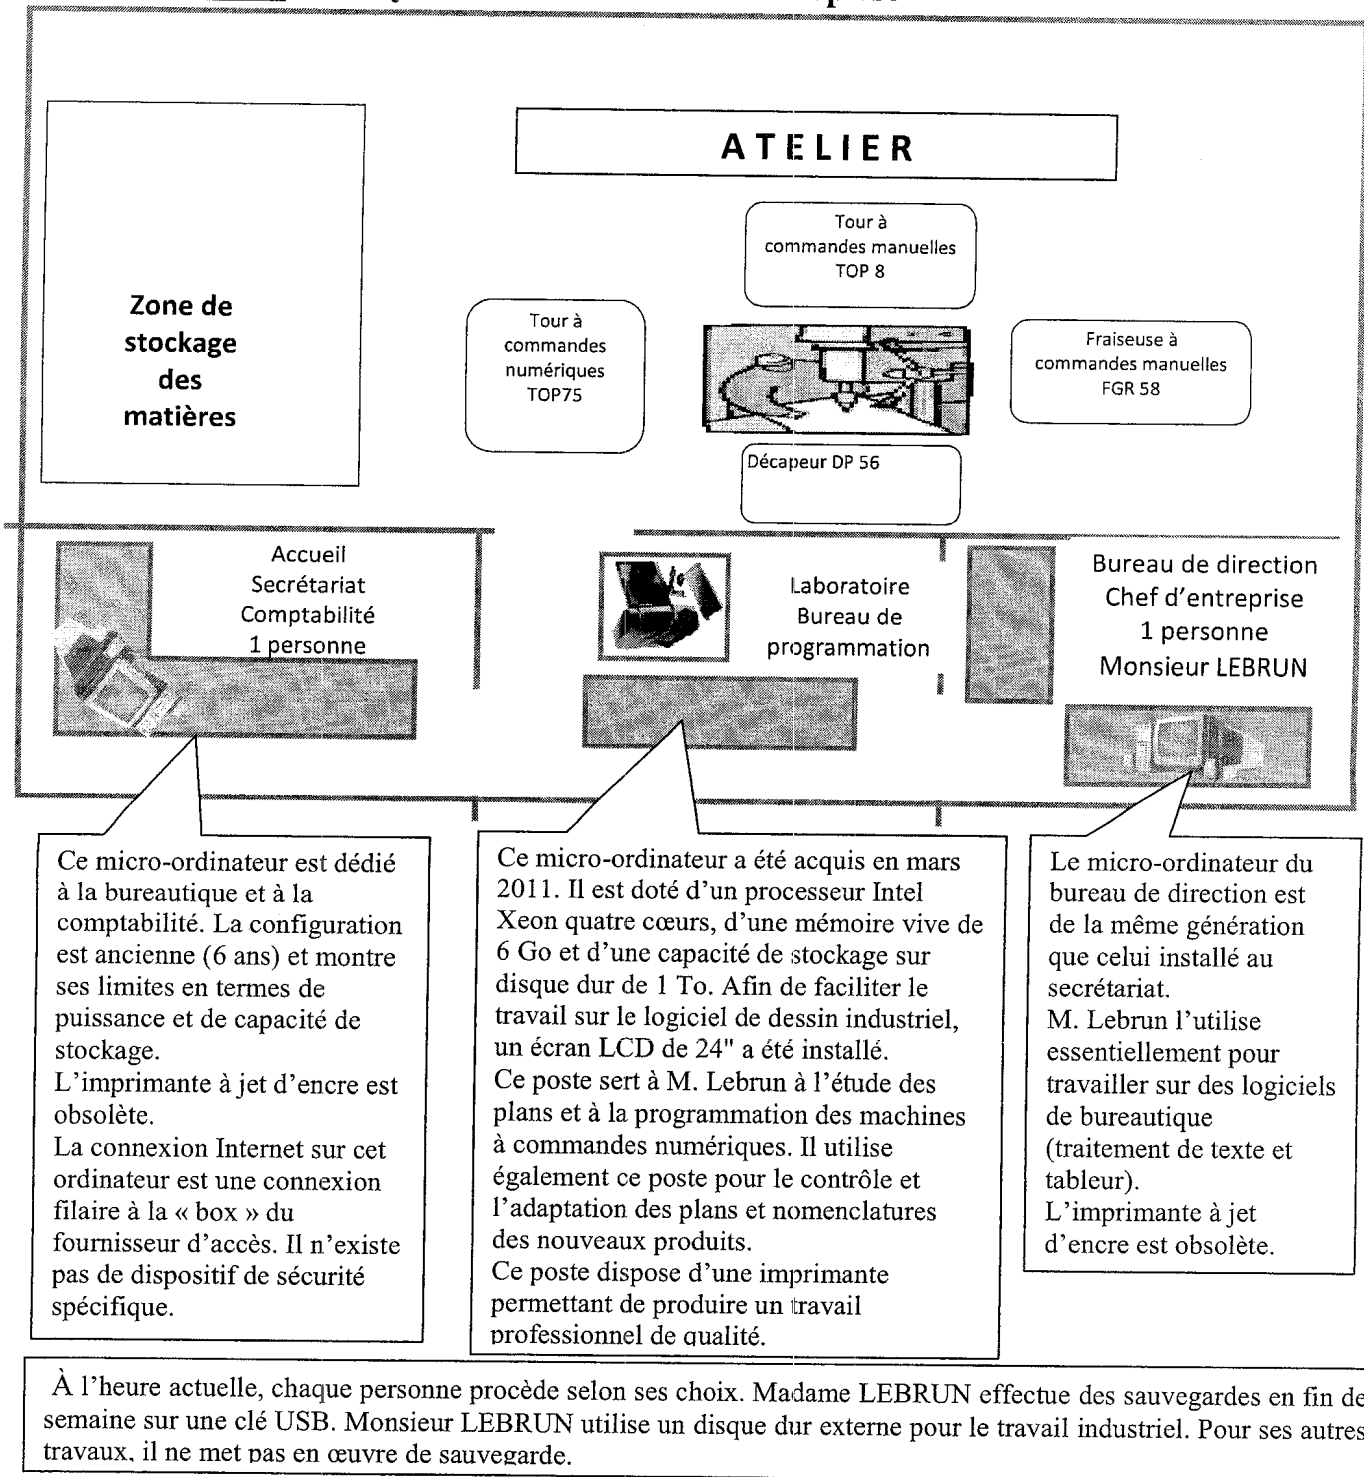 ATELIER
Tour à
commandes manuelles
TOP 8
Zone de
stockage
des
matières
Tour à
commandes
numériques
TOP75
Fraiseuse à
commandes manuelles
FGR 58
Décapeur DP 56
Accueil
Secrétariat
Comptabilité
1 personne
Laboratoire
Bureau de
programmation
Bureau de direction
Chef d'entreprise
1 personne
Monsieur LEBRUN
Ce micro-ordinateur est dédié
à la bureautique et à la
comptabilité. La configuration
est ancienne (6 ans) et montre
ses limites en termes de
puissance et de capacité de
stockage.
L'imprimante à jet d'encre est
obsolète.
La connexion Internet sur cet
ordinateur est une connexion
filaire à la « box » du
fournisseur d'accès. Il n'existe
pas de dispositif de sécurité
spécifique.
Ce micro-ordinateur a été acquis en mars
2011. Il est doté d'un processeur Intel
Xeon quatre cœurs, d'une mémoire vive de
6 Go et d'une capacité de stockage sur
disque dur de 1 To. Afin de faciliter le
travail sur le logiciel de dessin industriel,
un écran LCD de 24" a été installé.
Ce poste sert à M. Lebrun à l'étude des
plans et à la programmation des machines
à commandes numériques. Il utilise
également ce poste pour le contrôle et
l'adaptation des plans et nomenclatures
des nouveaux produits.
Ce poste dispose d'une imprimante
permettant de produire un travail
professionnel de qualité.
Le micro-ordinateur du
bureau de direction est
de la même génération
que celui installé au
secrétariat.
M. Lebrun l'utilise
essentiellement pour
travailler sur des logiciels
de bureautique
(traitement de texte et
tableur).
L'imprimante à jet
d'encre est obsolète.
À l'heure actuelle, chaque personne procède selon ses choix. Madame LEBRUN effectue des sauvegardes en fin de
semaine sur une clé USB. Monsieur LEBRUN utilise un disque dur externe pour le travail industriel. Pour ses autres
travaux, il ne met pas en œuvre de sauvegarde.